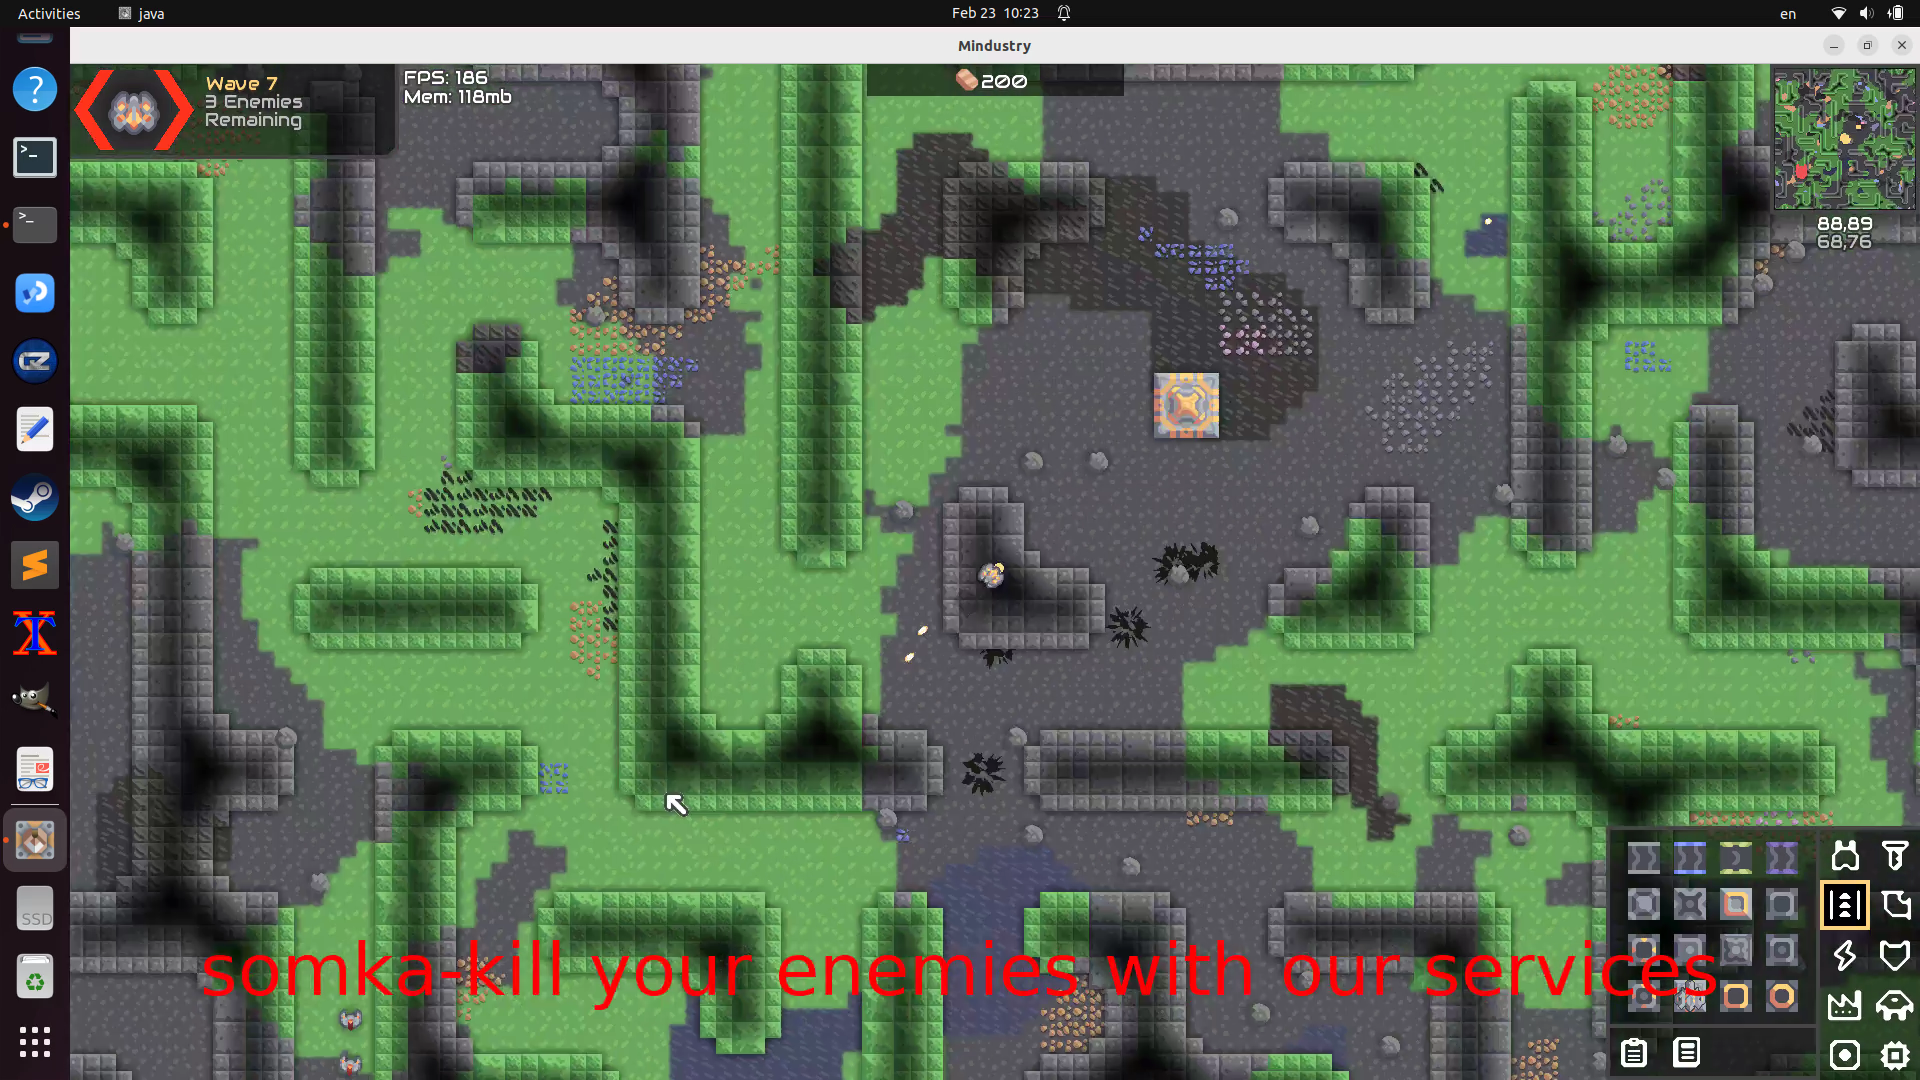 Activities
java
Feb 23 10:23
en
Mindustry
Wave 7
3 Enemies
Remaining
FPS: 186
Mem: 118mb
200
88,89
68,76
SSD
somka-kill your enemies with our services